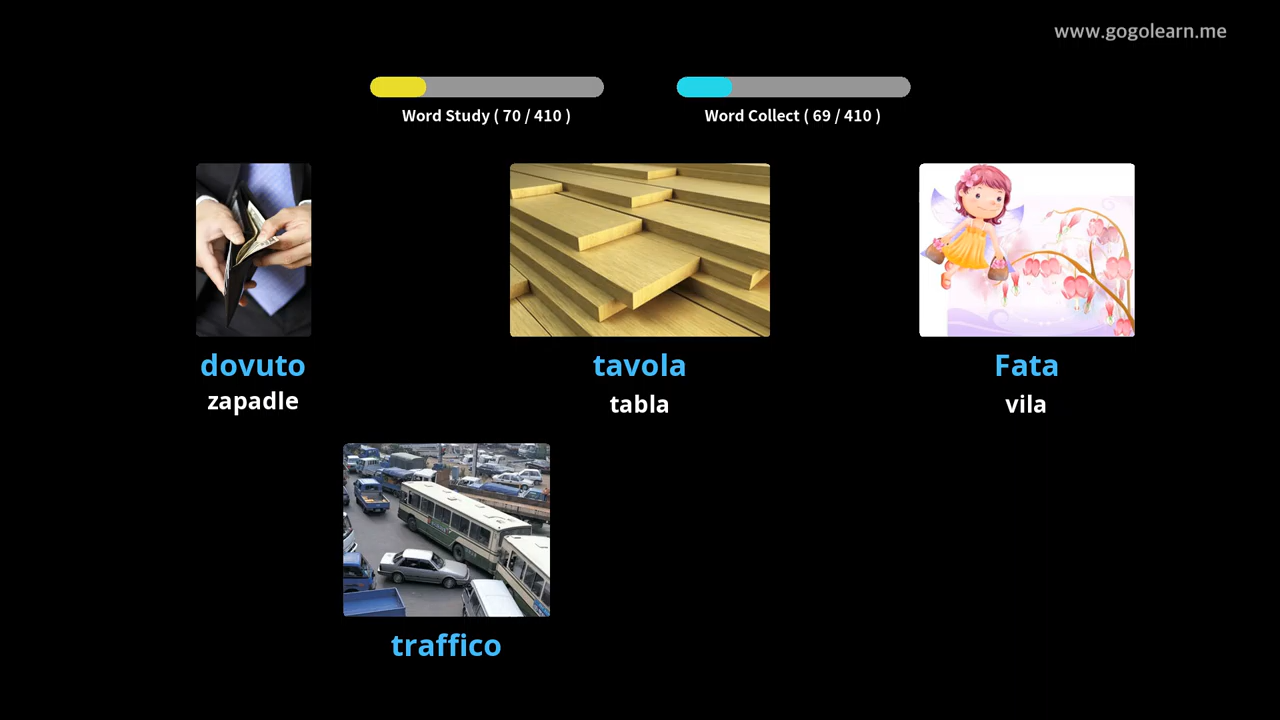 www.gogolearn.me
Word Study ( 70 / 410 )
Word Collect ( 69 / 410 )
dovuto
zapadle
tavola
tabla
Fata
vila
traffico